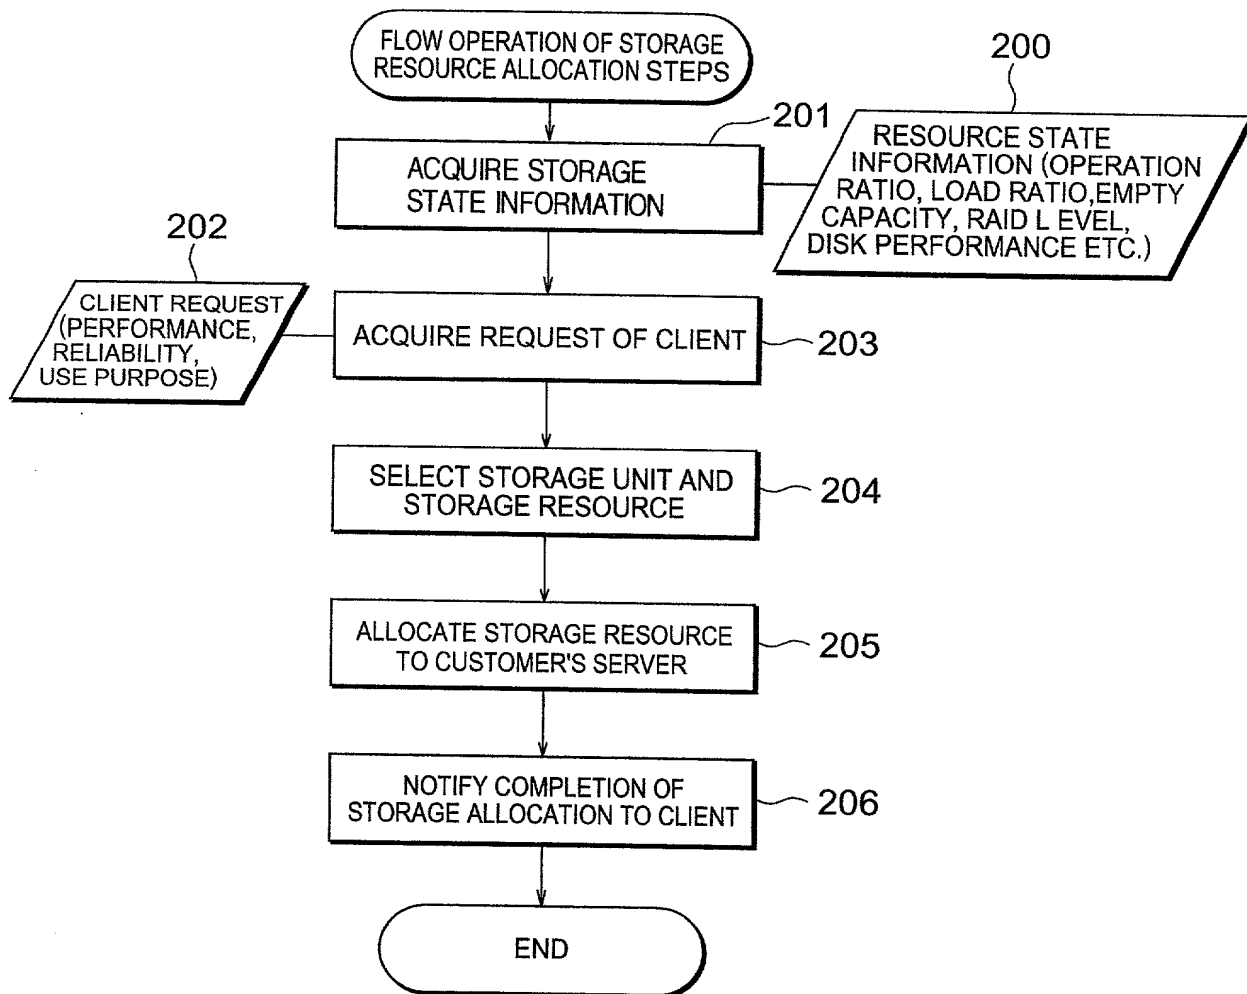 FLOW OPERATION OF STORAGE
RESOURCE ALLOCATION STEPS
200
201
RESOURCE STATE
INFORMATION (OPERATION
RATIO, LOAD RATIO,EMPTY
CAPACITY, RAID L EVEL,
DISK PERFORMANCE ETC.)
ACQUIRE STORAGE
STATE INFORMATION
202
CLIENT REQUEST
(PERFORMANCE,
RELIABILITY,
USE PURPOSE)
ACQUIRE REQUEST OF CLIENT
203
SELECT STORAGE UNIT AND
STORAGE RESOURCE
204
ALLOCATE STORAGE RESOURCE
TO CUSTOMER'S SERVER
205
NOTIFY COMPLETION OF
STORAGE ALLOCATION TO CLIENT
206
END